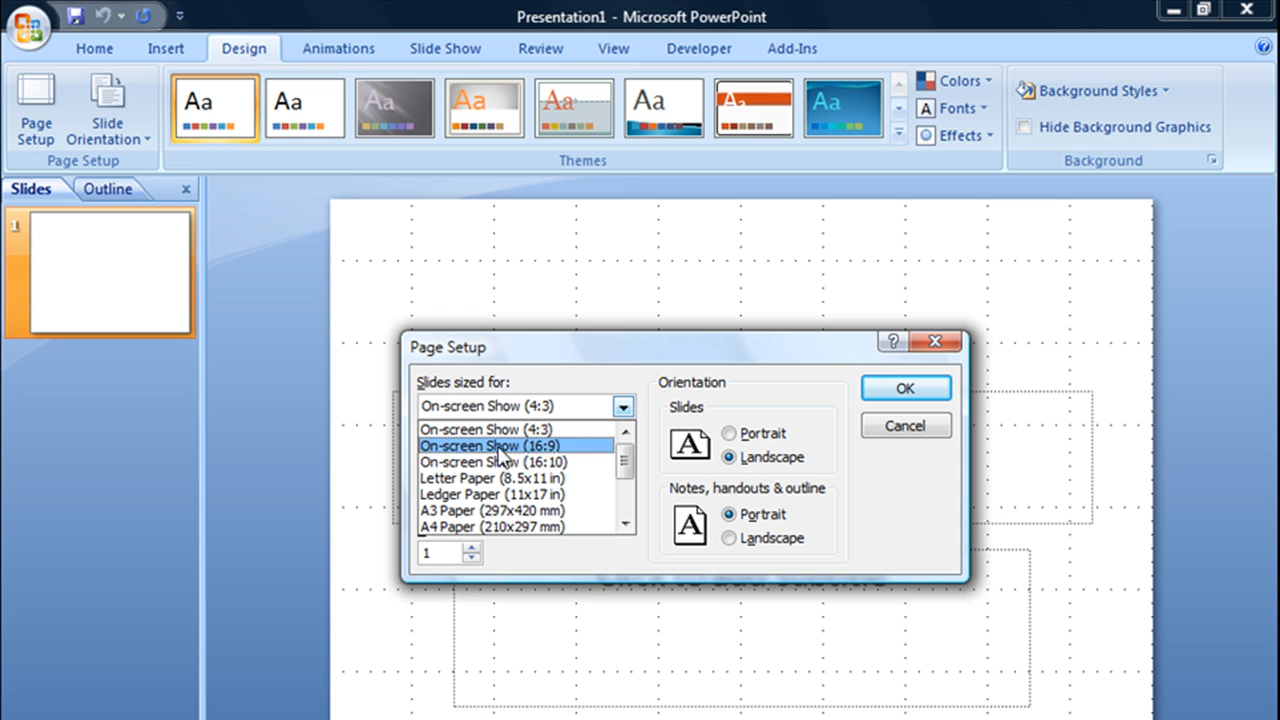 Presentation1 - Microsoft PowerPoint
Home Insert Design Animations Slide Show Review View Developer Add-Ins
Page Setup
Slide Orientation
Page Setup
Aa Aa Aa Aa Aa Aa Aa Aa
Themes
Colors
Fonts
Effects
Background Styles
Hide Background Graphics
Background
Slides Outline
1
Page Setup
Slides sized for:
On-screen Show (4:3)
On-screen Show (4:3)
On-screen Show (16:9)
On-screen Show (16:10)
Letter Paper (8.5x11 in)
Ledger Paper (11x17 in)
A3 Paper (297x420 mm)
A4 Paper (210x297 mm)
1
Orientation
Slides
A
Portrait
Landscape
Notes, handouts & outline
A
Portrait
Landscape
OK
Cancel